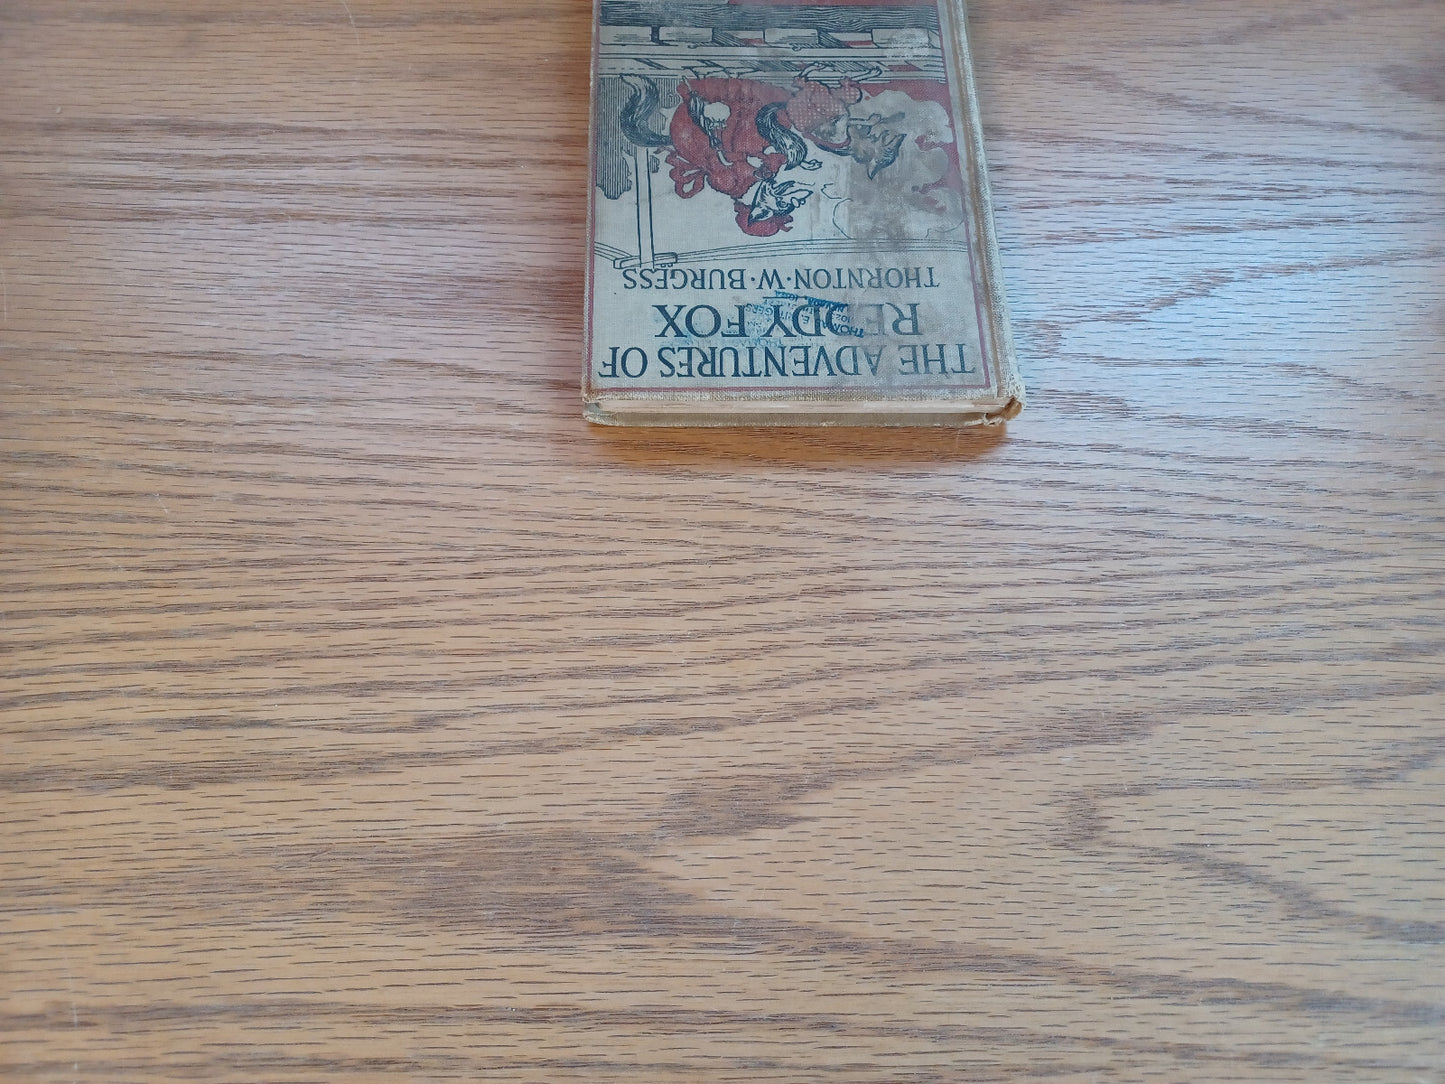 THE ADVENTURES OF
REDDY FOX
THORNTON·W·BURGESS